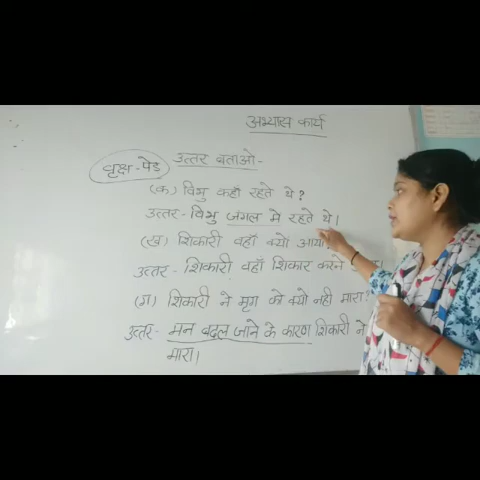 अभ्यास कार्य
वृक्ष - पेड़
उत्तर बताओ -
(क) विभु कहाँ रहते थे?
उत्तर - विभु जंगल मे रहते थे।
(ख) शिकारी वहाँ क्यों आया?
उत्तर - शिकारी वहाँ शिकार करने
(ग) शिकारी ने मृग को क्यो नही मारा?
उत्तर - मन बदल जाने के कारण शिकारी ने
मारा।